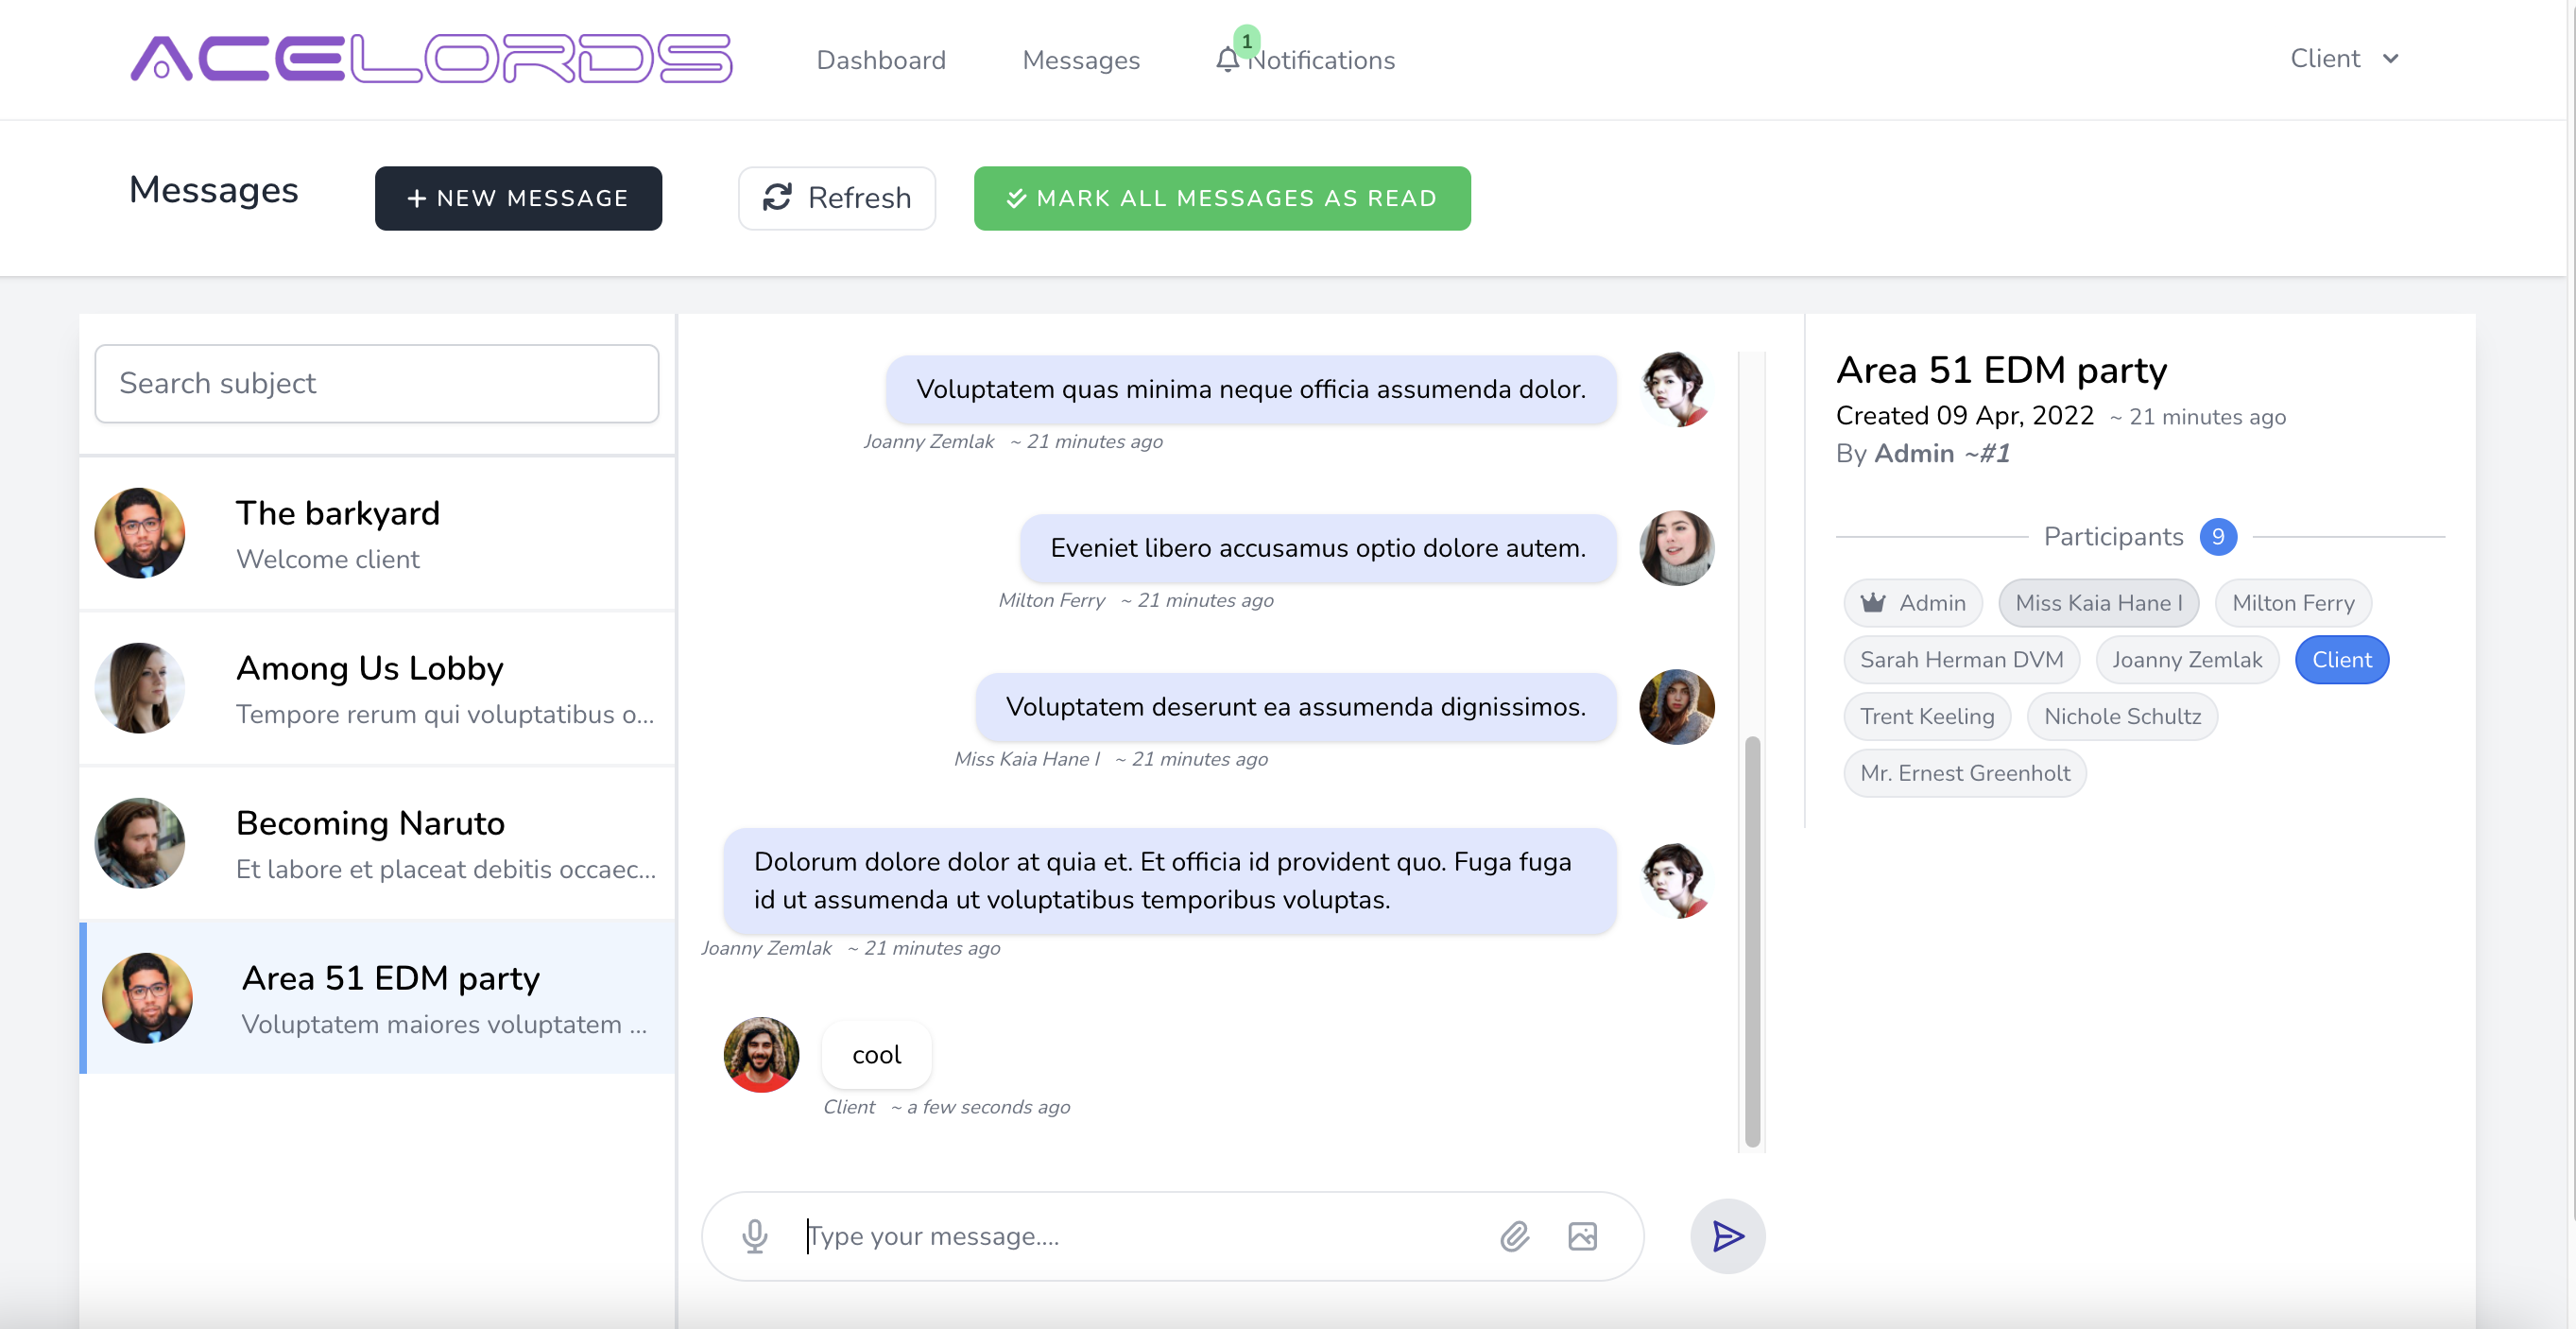 ACELORDS
Dashboard
Messages
1
Notifications
Client
Messages
+ NEW MESSAGE
Refresh
MARK ALL MESSAGES AS READ
Search subject
The barkyard
Welcome client
Among Us Lobby
Tempore rerum qui voluptatibus o...
Becoming Naruto
Et labore et placeat debitis occaec...
Area 51 EDM party
Voluptatem maiores voluptatem ...
Voluptatem quas minima neque officia assumenda dolor.
Joanny Zemlak ~ 21 minutes ago
Eveniet libero accusamus optio dolore autem.
Milton Ferry ~ 21 minutes ago
Voluptatem deserunt ea assumenda dignissimos.
Miss Kaia Hane I ~ 21 minutes ago
Dolorum dolore dolor at quia et. Et officia id provident quo. Fuga fuga
id ut assumenda ut voluptatibus temporibus voluptas.
Joanny Zemlak ~ 21 minutes ago
cool
Client ~ a few seconds ago
Type your message....
Area 51 EDM party
Created 09 Apr, 2022 ~ 21 minutes ago
By Admin ~#1
Participants 9
Admin
Miss Kaia Hane I
Milton Ferry
Sarah Herman DVM
Joanny Zemlak
Client
Trent Keeling
Nichole Schultz
Mr. Ernest Greenholt